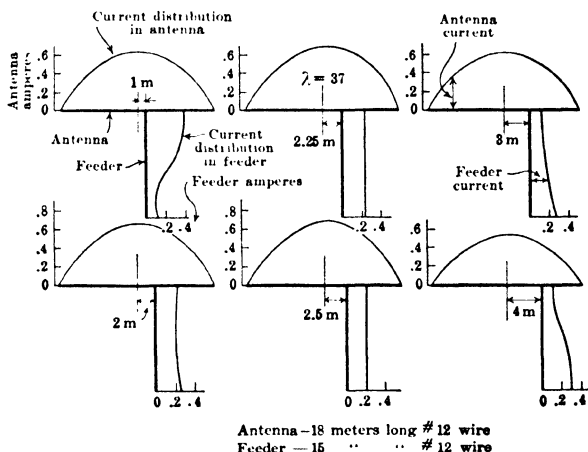 Current distribution
in antenna
Antenna
amperes
.6
.4
.2
0
1 m
Antenna
Feeder
Current
distribution
in feeder
Feeder amperes
.2 .4
.6
.4
.2
0
λ = 37
2.25 m
0 .2 .4
Antenna
current
.6
.4
.2
0
3 m
Feeder
current
.2 .4
0.8
.6
.4
.2
0
2 m
0 .2 .4
.8
.6
.4
.2
0
2.5 m
0 .2 .4
.6
.4
.2
0
4 m
0 .2 .4
Antenna – 18 meters long #12 wire
Feeder – 15 " " #12 wire